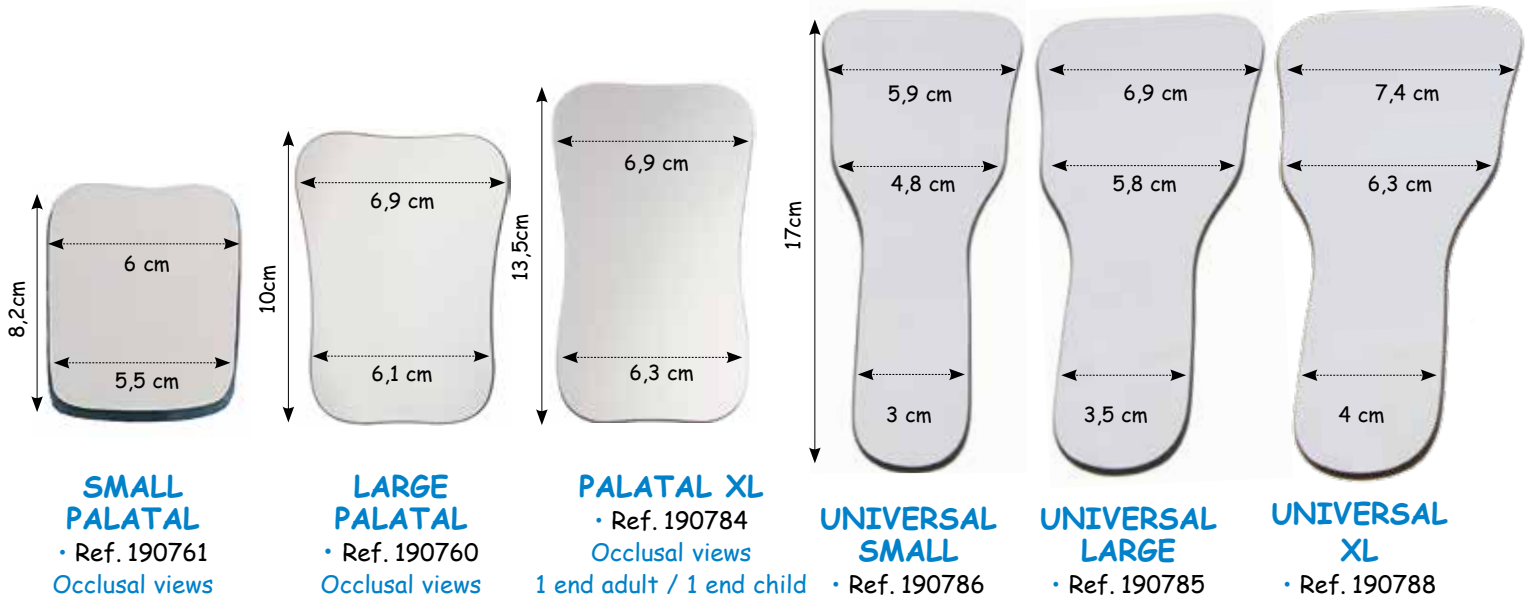 8,2cm
6 cm
5,5 cm
SMALL
PALATAL
• Ref. 190761
Occlusal views
10cm
6,9 cm
6,1 cm
LARGE
PALATAL
• Ref. 190760
Occlusal views
13,5cm
6,9 cm
6,3 cm
PALATAL XL
• Ref. 190784
Occlusal views
1 end adult / 1 end child
17cm
5,9 cm
4,8 cm
3 cm
UNIVERSAL
SMALL
• Ref. 190786
6,9 cm
5,8 cm
3,5 cm
UNIVERSAL
LARGE
• Ref. 190785
7,4 cm
6,3 cm
4 cm
UNIVERSAL
XL
• Ref. 190788